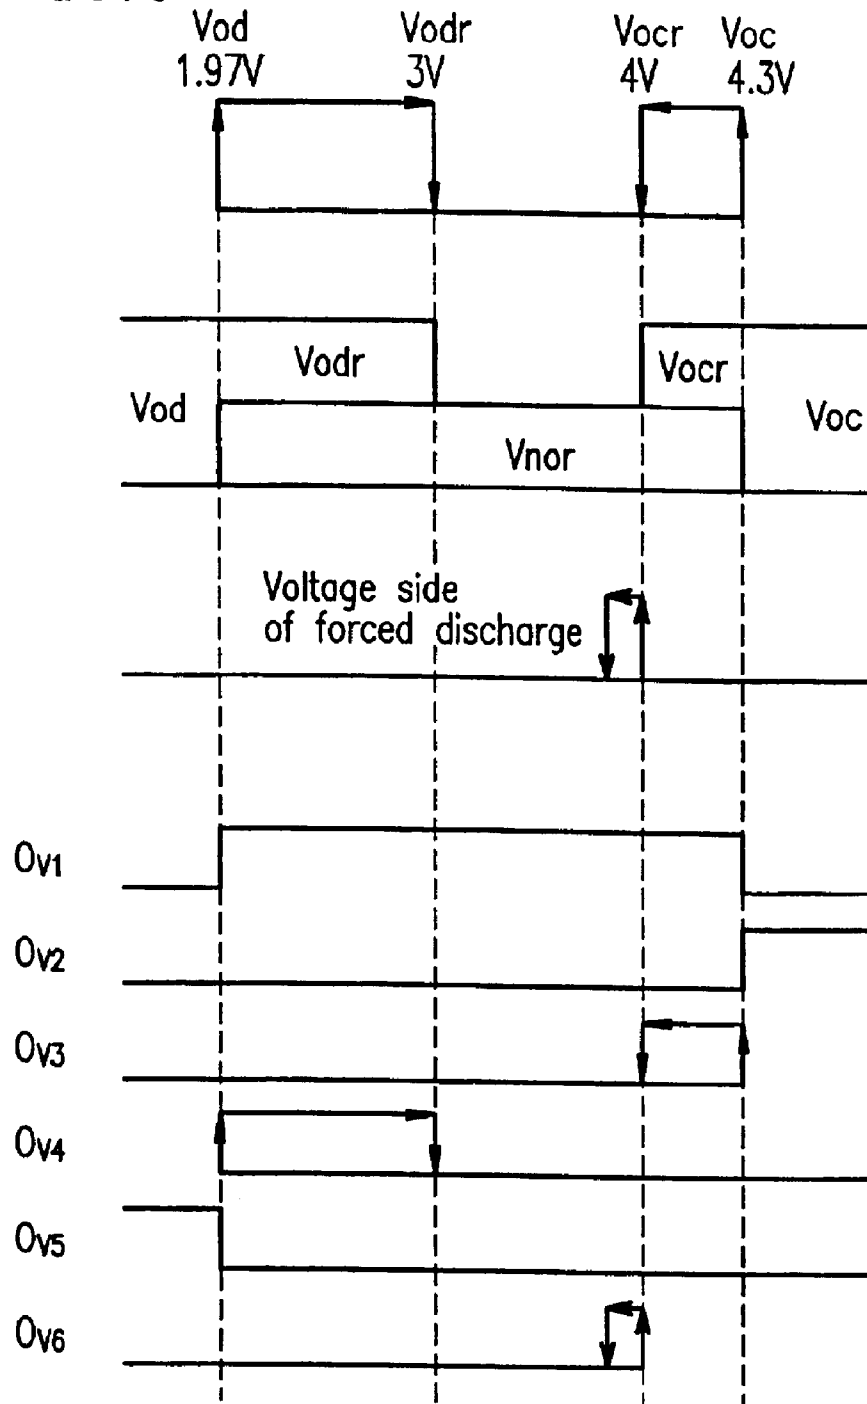 Vod Vodr Vocr Voc
1.97V 3V 4V 4.3V
Vodr Vocr
Vod Voc
Vnor
Voltage side
of forced discharge
Ov1
Ov2
Ov3
Ov4
Ov5
Ov6